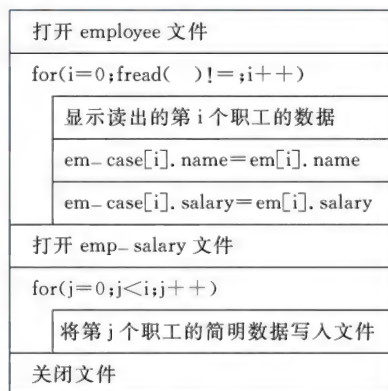 打开 employee 文件
for(i=0;fread(  )!=;i++)
显示读出的第 i 个职工的数据
em_case[i].name=em[i].name
em_case[i].salary=em[i].salary
打开 emp_salary 文件
for(j=0;j<i;j++)
将第 j 个职工的简明数据写入文件
关闭文件